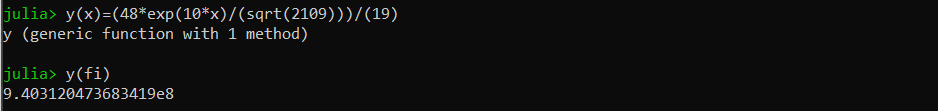 julia> y(x)=(48*exp(10*x)/(sqrt(2109)))/(19)
y (generic function with 1 method)
julia> y(fi)
9.403120473683419e8